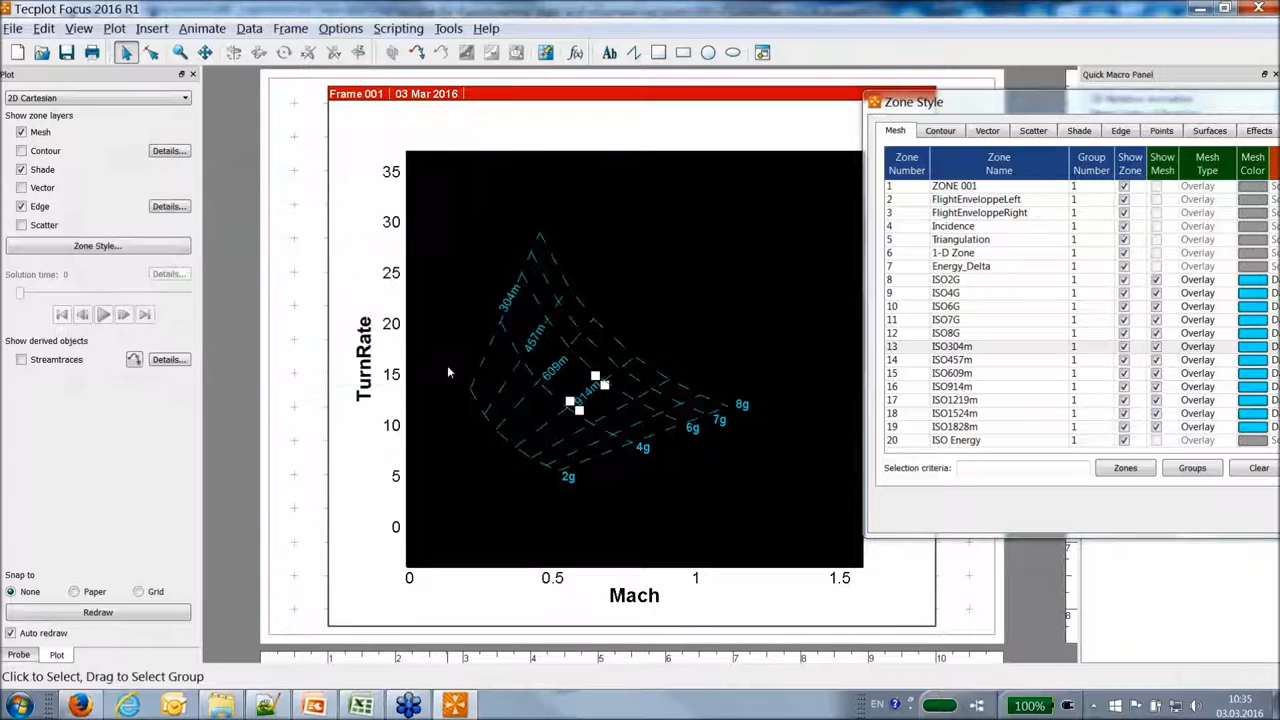 Tecplot Focus 2016 R1
File Edit View Plot Insert Animate Data Frame Options Scripting Tools Help
Plot
Quick Macro Panel
2D Cartesian
Show zone layers
Mesh
Contour
Details...
Shade
Vector
Edge
Details...
Scatter
Zone Style...
Solution time: 0
Details...
Show derived objects
Streamtraces
Details...
Snap to
None
Paper
Grid
Redraw
Auto redraw
Probe
Plot
Click to Select, Drag to Select Group
Frame 001 | 03 Mar 2016 |
TurnRate
35
30
25
20
15
10
5
0
0
0.5
1
1.5
Mach
304m
457m
609m
914m
8g
7g
6g
4g
2g
1 2 3 4 5 6 7 8 9 10
Zone Style
Mesh Contour Vector Scatter Shade Edge Points Surfaces Effects
Zone Number
Zone Name
Group Number
Show Zone
Show Mesh
Mesh Type
Mesh Color
1 ZONE 001 1 Overlay
2 FlightEnveloppeLeft 1 Overlay
3 FlightEnveloppeRight 1 Overlay
4 Incidence 1 Overlay
5 Triangulation 1 Overlay
6 1-D Zone 1 Overlay
7 Energy_Delta 1 Overlay
8 ISO2G 1 Overlay
9 ISO4G 1 Overlay
10 ISO6G 1 Overlay
11 ISO7G 1 Overlay
12 ISO8G 1 Overlay
13 ISO304m 1 Overlay
14 ISO457m 1 Overlay
15 ISO609m 1 Overlay
16 ISO914m 1 Overlay
17 ISO1219m 1 Overlay
18 ISO1524m 1 Overlay
19 ISO1828m 1 Overlay
20 ISO Energy 1 Overlay
Selection criteria:
Zones
Groups
Clear
EN
100%
10:35
03.03.2016